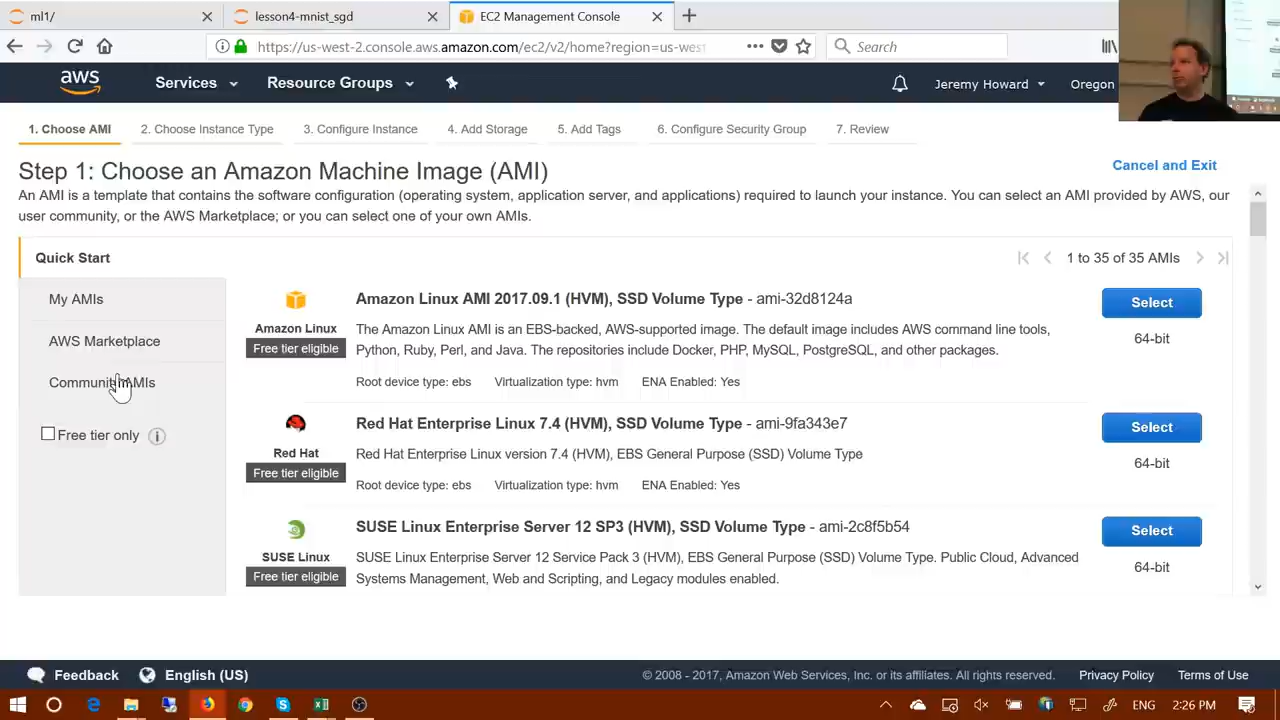 ml1/
lesson4-mnist_sgd
EC2 Management Console
https://us-west-2.console.aws.amazon.com/ec2/v2/home?region=us-wes
Search
aws
Services
Resource Groups
Jeremy Howard
Oregon
1. Choose AMI
2. Choose Instance Type
3. Configure Instance
4. Add Storage
5. Add Tags
6. Configure Security Group
7. Review
Step 1: Choose an Amazon Machine Image (AMI)
Cancel and Exit
An AMI is a template that contains the software configuration (operating system, application server, and applications) required to launch your instance. You can select an AMI provided by AWS, our
user community, or the AWS Marketplace; or you can select one of your own AMIs.
Quick Start
1 to 35 of 35 AMIs
My AMIs
AWS Marketplace
Community AMIs
Free tier only
Amazon Linux
Free tier eligible
Amazon Linux AMI 2017.09.1 (HVM), SSD Volume Type - ami-32d8124a
The Amazon Linux AMI is an EBS-backed, AWS-supported image. The default image includes AWS command line tools,
Python, Ruby, Perl, and Java. The repositories include Docker, PHP, MySQL, PostgreSQL, and other packages.
Root device type: ebs Virtualization type: hvm ENA Enabled: Yes
Select
64-bit
Red Hat
Free tier eligible
Red Hat Enterprise Linux 7.4 (HVM), SSD Volume Type - ami-9fa343e7
Red Hat Enterprise Linux version 7.4 (HVM), EBS General Purpose (SSD) Volume Type
Root device type: ebs Virtualization type: hvm ENA Enabled: Yes
Select
64-bit
SUSE Linux
Free tier eligible
SUSE Linux Enterprise Server 12 SP3 (HVM), SSD Volume Type - ami-2c8f5b54
SUSE Linux Enterprise Server 12 Service Pack 3 (HVM), EBS General Purpose (SSD) Volume Type. Public Cloud, Advanced
Systems Management, Web and Scripting, and Legacy modules enabled.
Select
64-bit
Feedback
English (US)
© 2008 - 2017, Amazon Web Services, Inc. or its affiliates. All rights reserved.
Privacy Policy
Terms of Use
ENG
2:26 PM